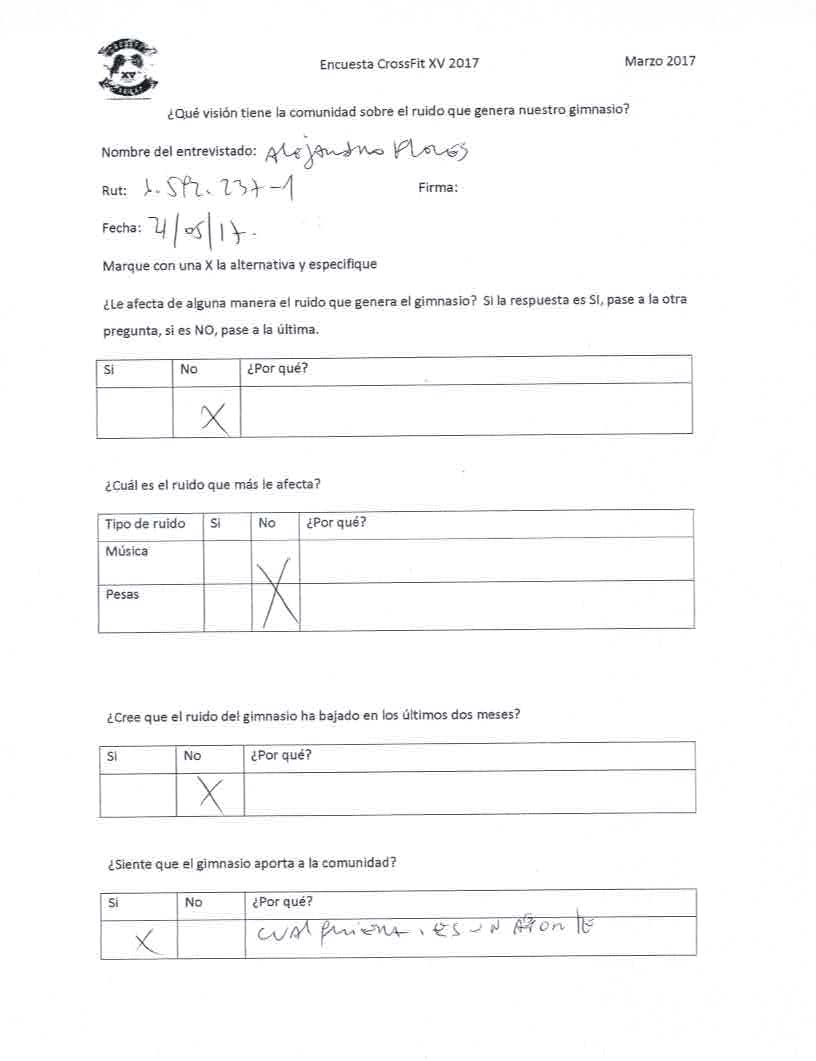 Encuesta CrossFit XV 2017 Marzo 2017
¿Qué visión tiene la comunidad sobre el ruido que genera nuestro gimnasio?
Nombre del entrevistado: Alejandro Flores
Rut: Firma:
Fecha: /05/17.
Marque con una X la alternativa y especifique
¿Le afecta de alguna manera el ruido que genera el gimnasio? Si la respuesta es SI, pase a la otra
pregunta, si es NO, pase a la última.
Si No ¿Por qué?
X
¿Cuál es el ruido que más le afecta?
Tipo de ruido Si No ¿Por qué?
Música
X
Pesas
¿Cree que el ruido del gimnasio ha bajado en los últimos dos meses?
Si No ¿Por qué?
X
¿Siente que el gimnasio aporta a la comunidad?
Si No ¿Por qué?
X cualquiera, es un aporte